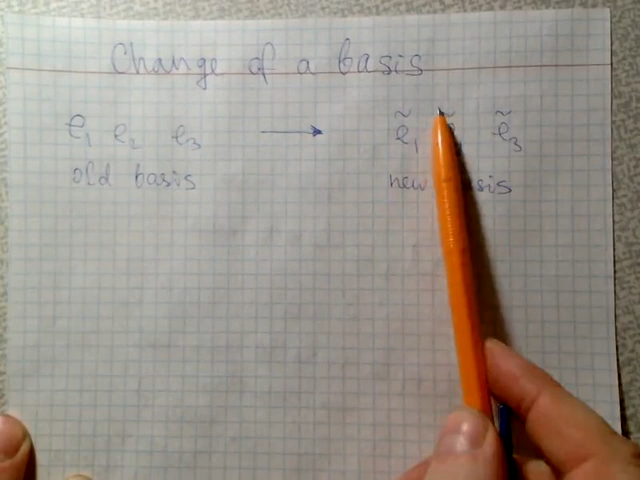 Change of a basis
e₁ e₂ e₃ → ẽ₁ ẽ₃
old basis new